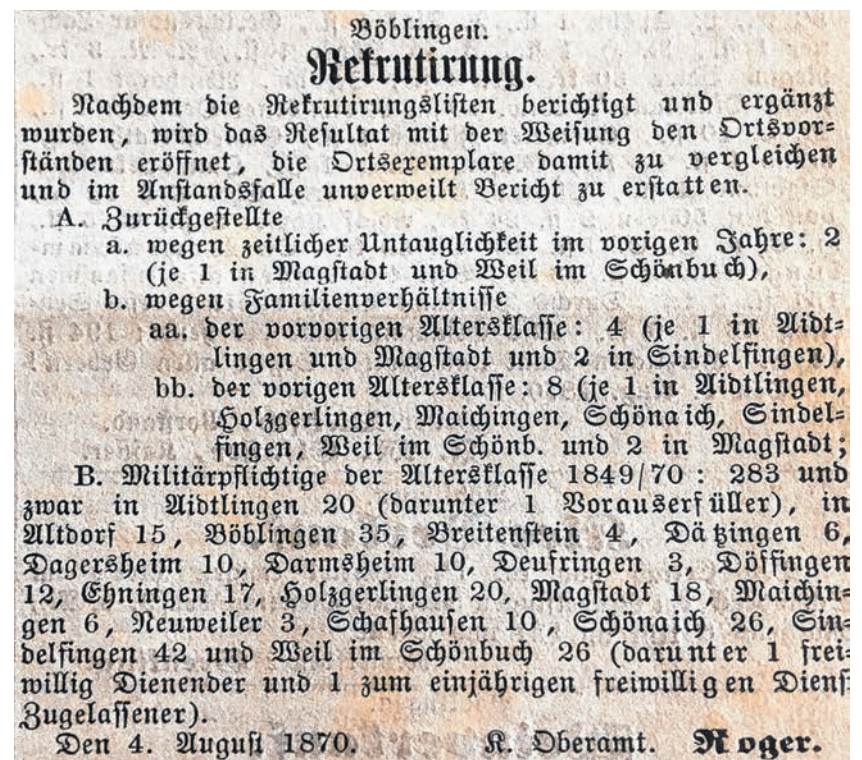 Böblingen.
Rekrutirung.
Nachdem die Rekrutirungslisten berichtigt und ergänzt
wurden, wird das Resultat mit der Weisung den Ortsvor-
ständen eröffnet, die Ortsexemplare damit zu vergleichen
und im Anstandsfalle unverweilt Bericht zu erstatten.
A. Zurückgestellte
a. wegen zeitlicher Untauglichkeit im vorigen Jahre: 2
(je 1 in Magstadt und Weil im Schönbuch),
b. wegen Familienverhältnisse
aa. der vorvorigen Altersklasse: 4 (je 1 in Aidt-
lingen und Magstadt und 2 in Sindelfingen),
bb. der vorigen Altersklasse: 8 (je 1 in Aidtlingen,
Holzgerlingen, Maichingen, Schönaich, Sindel-
fingen, Weil im Schönb. und 2 in Magstadt;
B. Militärpflichtige der Altersklasse 1849/70: 283 und
zwar in Aidtlingen 20 (darunter 1 Vorauserfüller), in
Altdorf 15, Böblingen 35, Breitenstein 4, Dätzingen 6,
Dagersheim 10, Darmsheim 10, Deufringen 3, Döffingen
12, Ehningen 17, Holzgerlingen 20, Magstadt 18, Maichin-
gen 6, Neuweiler 3, Schafhausen 10, Schönaich 26, Sin-
delfingen 42 und Weil im Schönbuch 26 (darunter 1 frei-
willig Dienender und 1 zum einjährigen freiwilligen Diens
Zugelassener).
Den 4. August 1870. K. Oberamt. Roger.